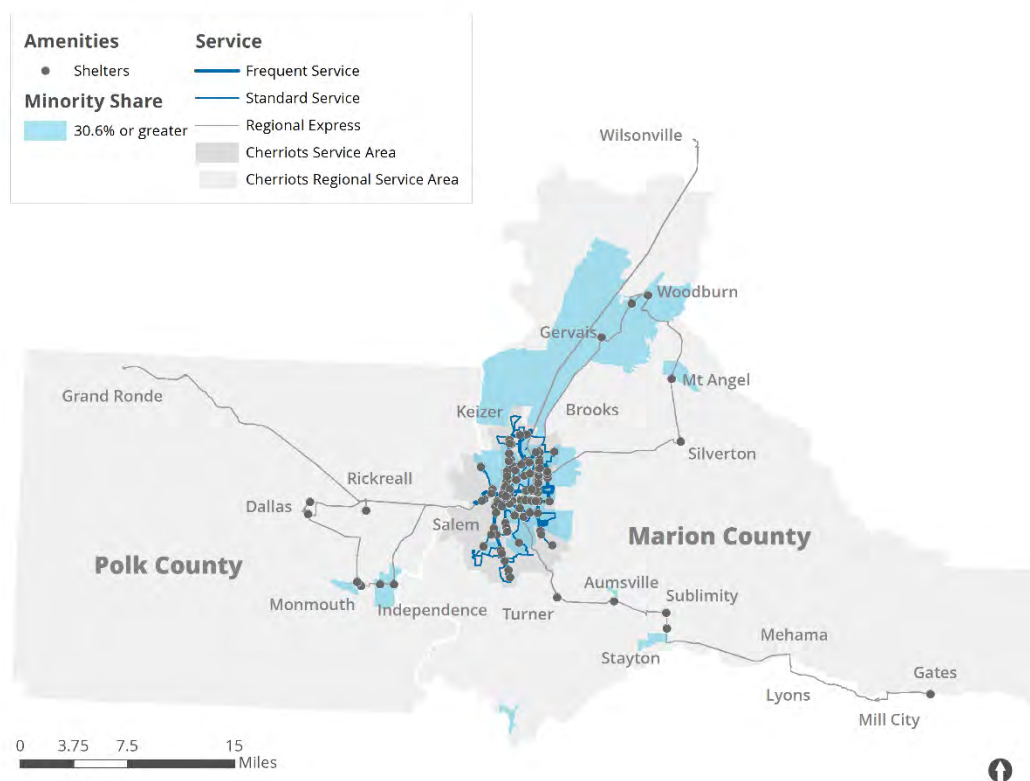 Amenities
Shelters
Minority Share
30.6% or greater
Service
Frequent Service
Standard Service
Regional Express
Cherriots Service Area
Cherriots Regional Service Area
Wilsonville
Woodburn
Gervais
Mt Angel
Grand Ronde
Keizer
Brooks
Silverton
Rickreall
Dallas
Salem
Marion County
Polk County
Aumsville
Sublimity
Monmouth
Independence
Turner
Mehama
Stayton
Gates
Lyons
Mill City
0 3.75 7.5 15
Miles